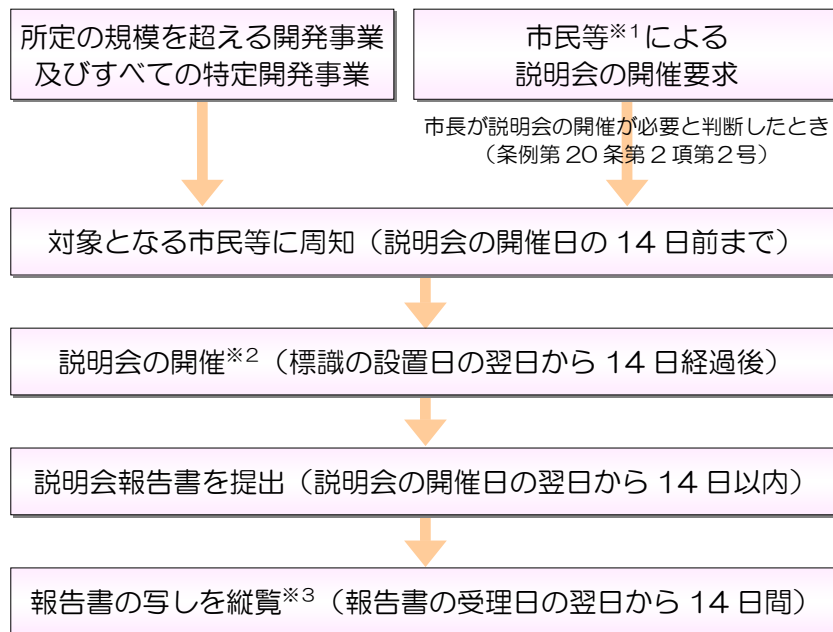 所定の規模を超える開発事業
及びすべての特定開発事業
市民等※1による
説明会の開催要求
市長が説明会の開催が必要と判断したとき
（条例第20条第2項第2号）
対象となる市民等に周知（説明会の開催日の14日前まで）
説明会の開催※2（標識の設置日の翌日から14日経過後）
説明会報告書を提出（説明会の開催日の翌日から14日以内）
報告書の写しを縦覧※3（報告書の受理日の翌日から14日間）